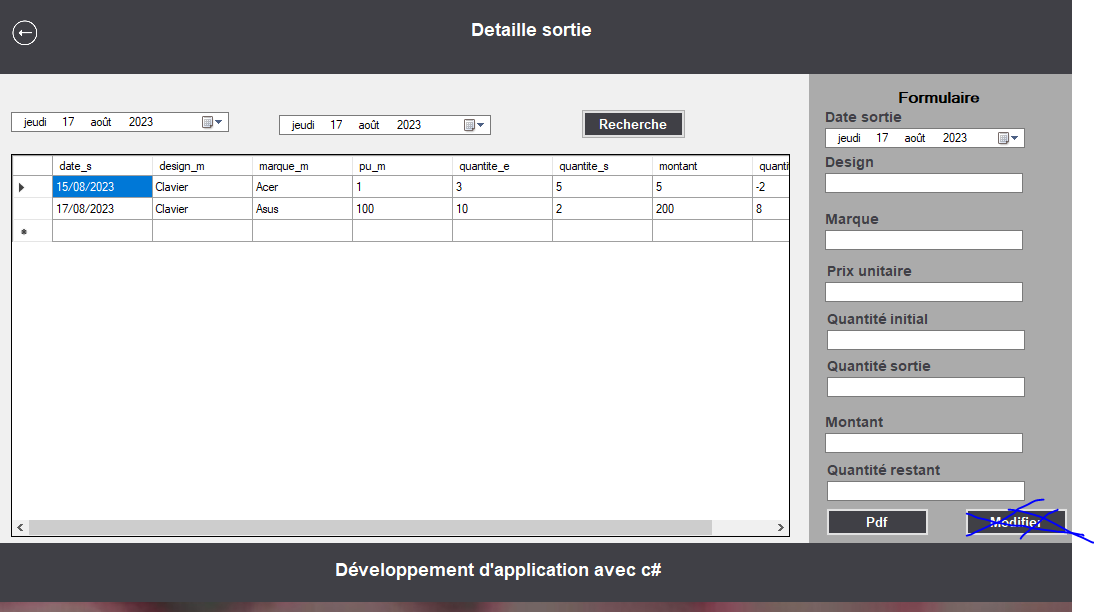 Detaille sortie
jeudi 17 août 2023
jeudi 17 août 2023
Recherche
date_s design_m marque_m pu_m quantite_e quantite_s montant quantit
15/08/2023 Clavier Acer 1 3 5 5 -2
17/08/2023 Clavier Asus 100 10 2 200 8
Formulaire
Date sortie
jeudi 17 août 2023
Design
Marque
Prix unitaire
Quantité initial
Quantité sortie
Montant
Quantité restant
Pdf Modifier
Développement d'application avec c#